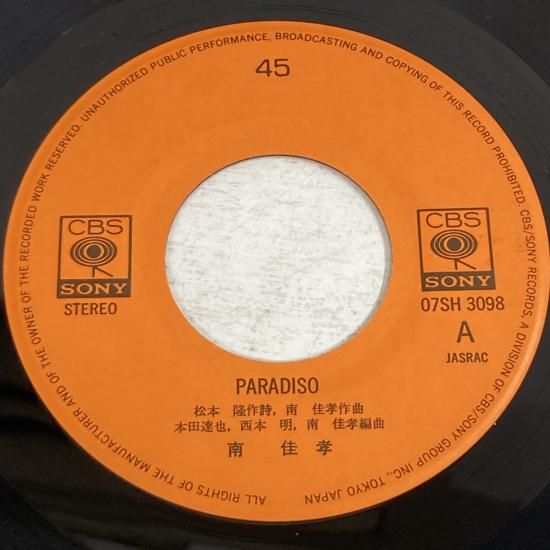 UNAUTHORIZED PUBLIC PERFORMANCE, BROADCASTING AND COPYING OF THIS RECORD PROHIBITED. CBS/SONY RECORDS, A DIVISION OF CBS/SONY GROUP INC., TOKYO JAPAN
ALL RIGHTS OF THE MANUFACTURER AND OF THE OWNER OF THE RECORDED WORK RESERVED.
45
CBS
SONY
STEREO
CBS
SONY
07SH 3098
A
JASRAC
PARADISO
松本 隆作詩, 南 佳孝作曲
本田達也, 西本 明, 南 佳孝編曲
南 佳 孝